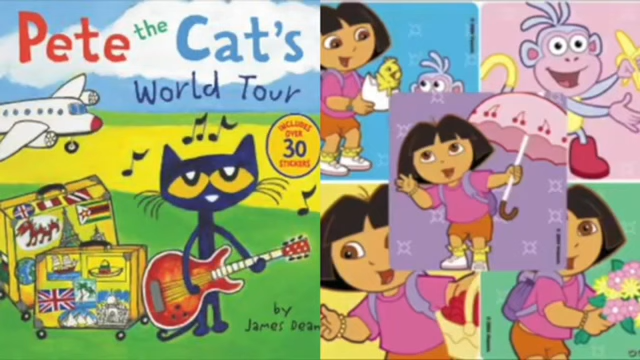 Pete the Cat's
World Tour
INCLUDES
OVER
30
STICKERS
by
James Dean